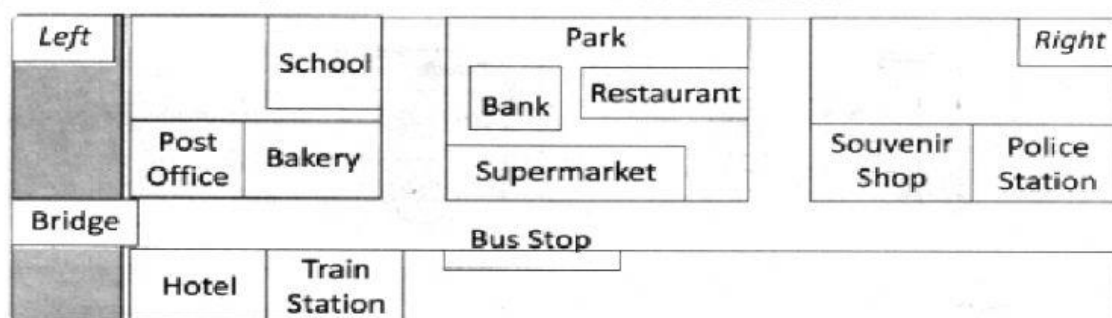 Left
School
Park
Right
Bank
Restaurant
Post
Office
Bakery
Supermarket
Souvenir
Shop
Police
Station
Bridge
Bus Stop
Hotel
Train
Station